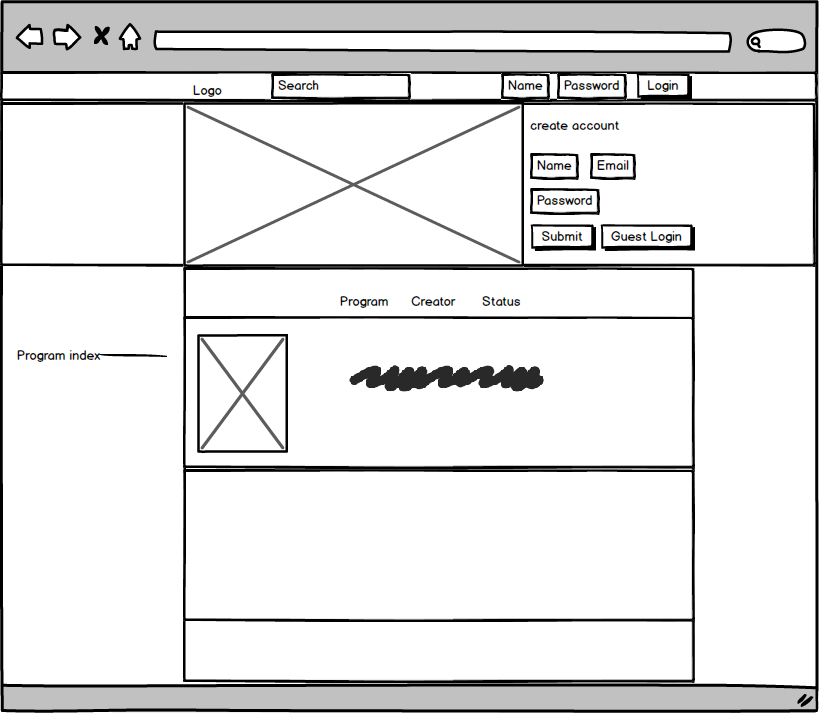 Logo Search Name Password Login
create account
Name Email
Password
Submit Guest Login
Program Creator Status
Program index